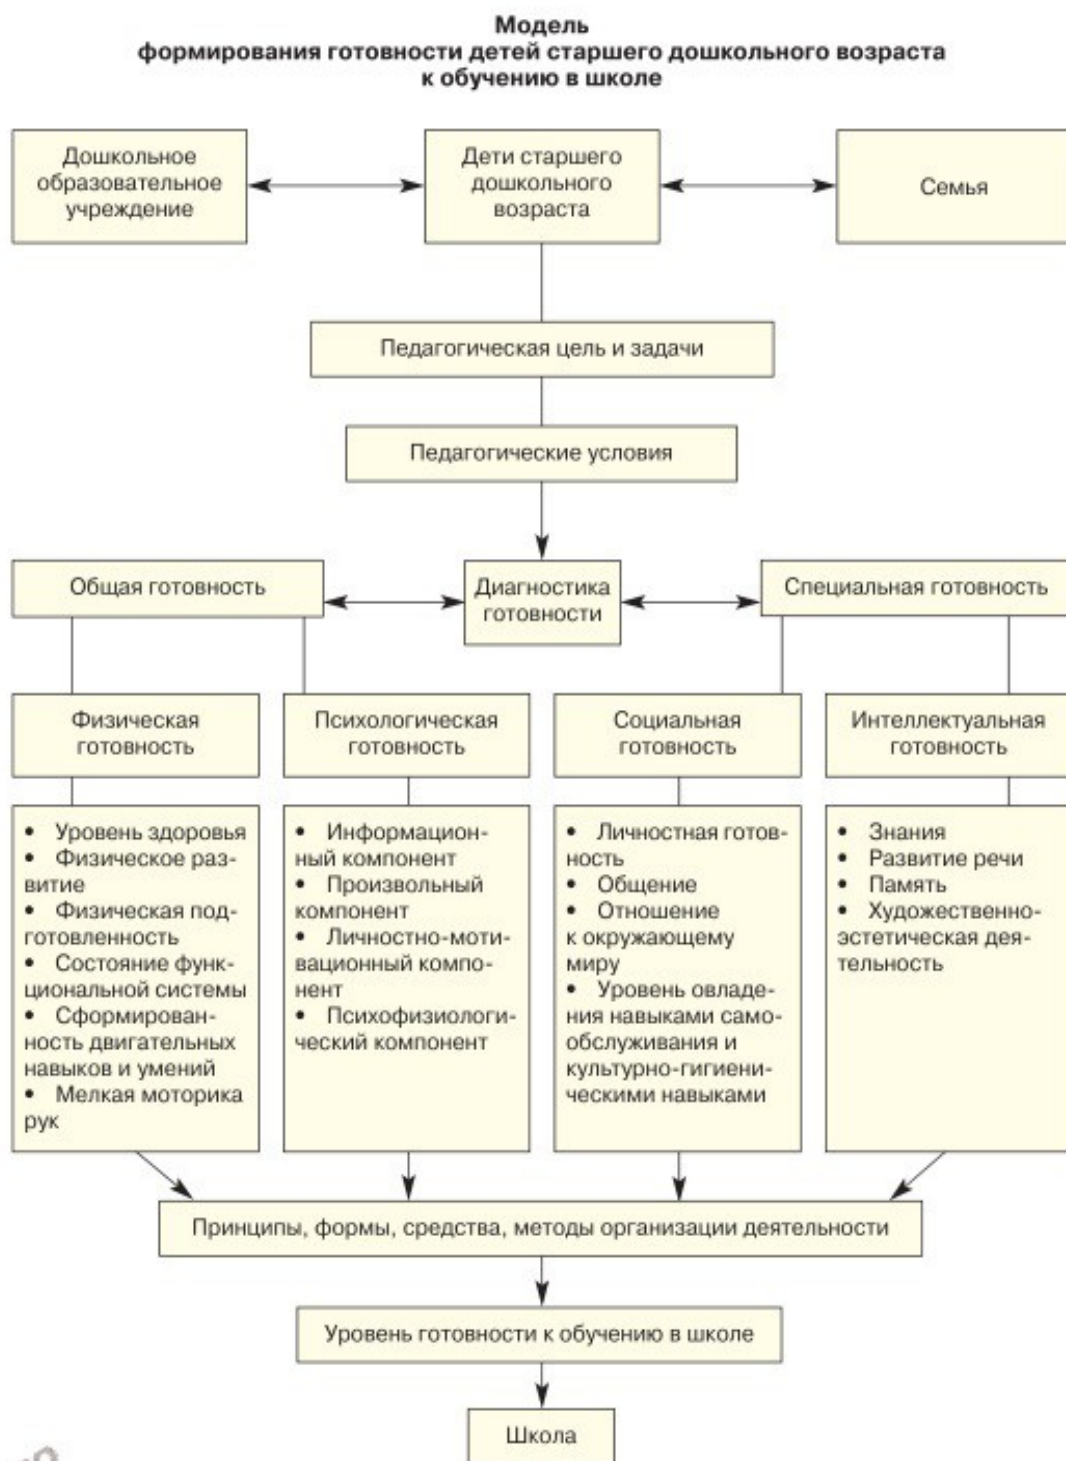 Модель
формирования готовности детей старшего дошкольного возраста
к обучению в школе
Дошкольное
образовательное
учреждение
Дети старшего
дошкольного
возраста
Семья
Педагогическая цель и задачи
Педагогические условия
Общая готовность
Диагностика
готовности
Специальная готовность
Физическая
готовность
Психологическая
готовность
Социальная
готовность
Интеллектуальная
готовность
• Уровень здоровья
• Физическое раз-
витие
• Физическая под-
готовленность
• Состояние функ-
циональной системы
• Сформирован-
ность двигательных
навыков и умений
• Мелкая моторика
рук
• Информацион-
ный компонент
• Произвольный
компонент
• Личностно-моти-
вационный компо-
нент
• Психофизиологи-
ческий компонент
• Личностная готов-
ность
• Общение
• Отношение
к окружающему
миру
• Уровень овладе-
ния навыками само-
обслуживания и
культурно-гигиени-
ческими навыками
• Знания
• Развитие речи
• Память
• Художественно-
эстетическая дея-
тельность
Принципы, формы, средства, методы организации деятельности
Уровень готовности к обучению в школе
Школа